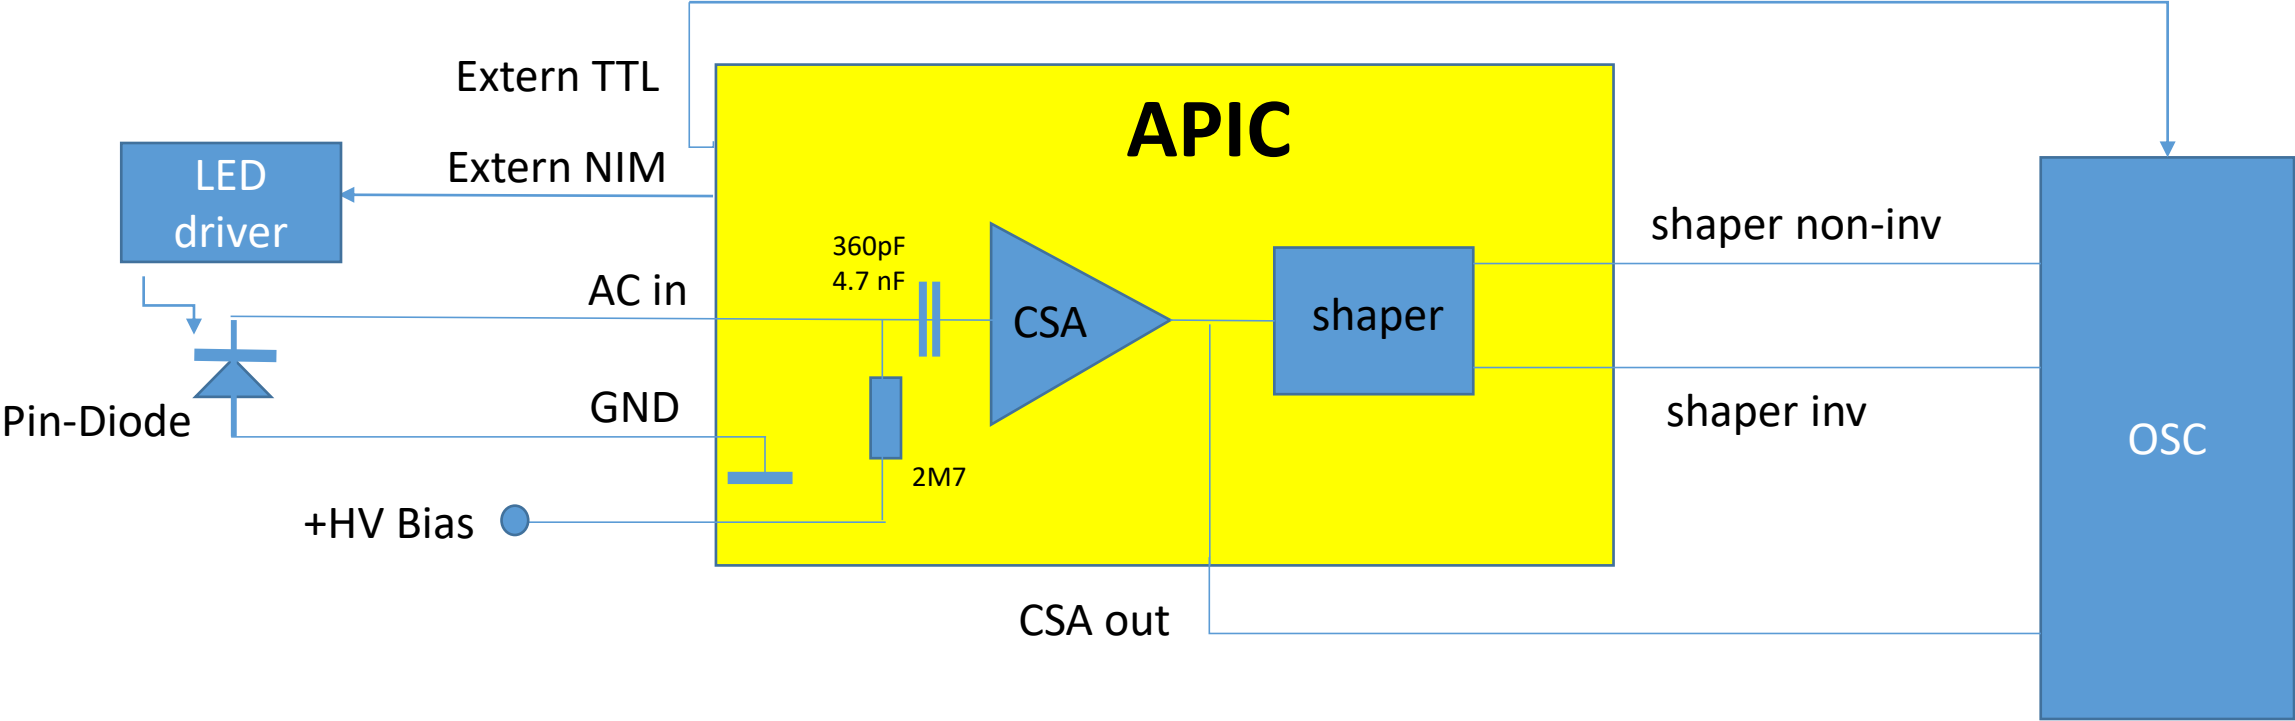 Extern TTL
APIC
Extern NIM
LED
driver
shaper non-inv
360pF
4.7 nF
AC in
CSA
shaper
GND
Pin-Diode
shaper inv
OSC
2M7
+HV Bias
CSA out